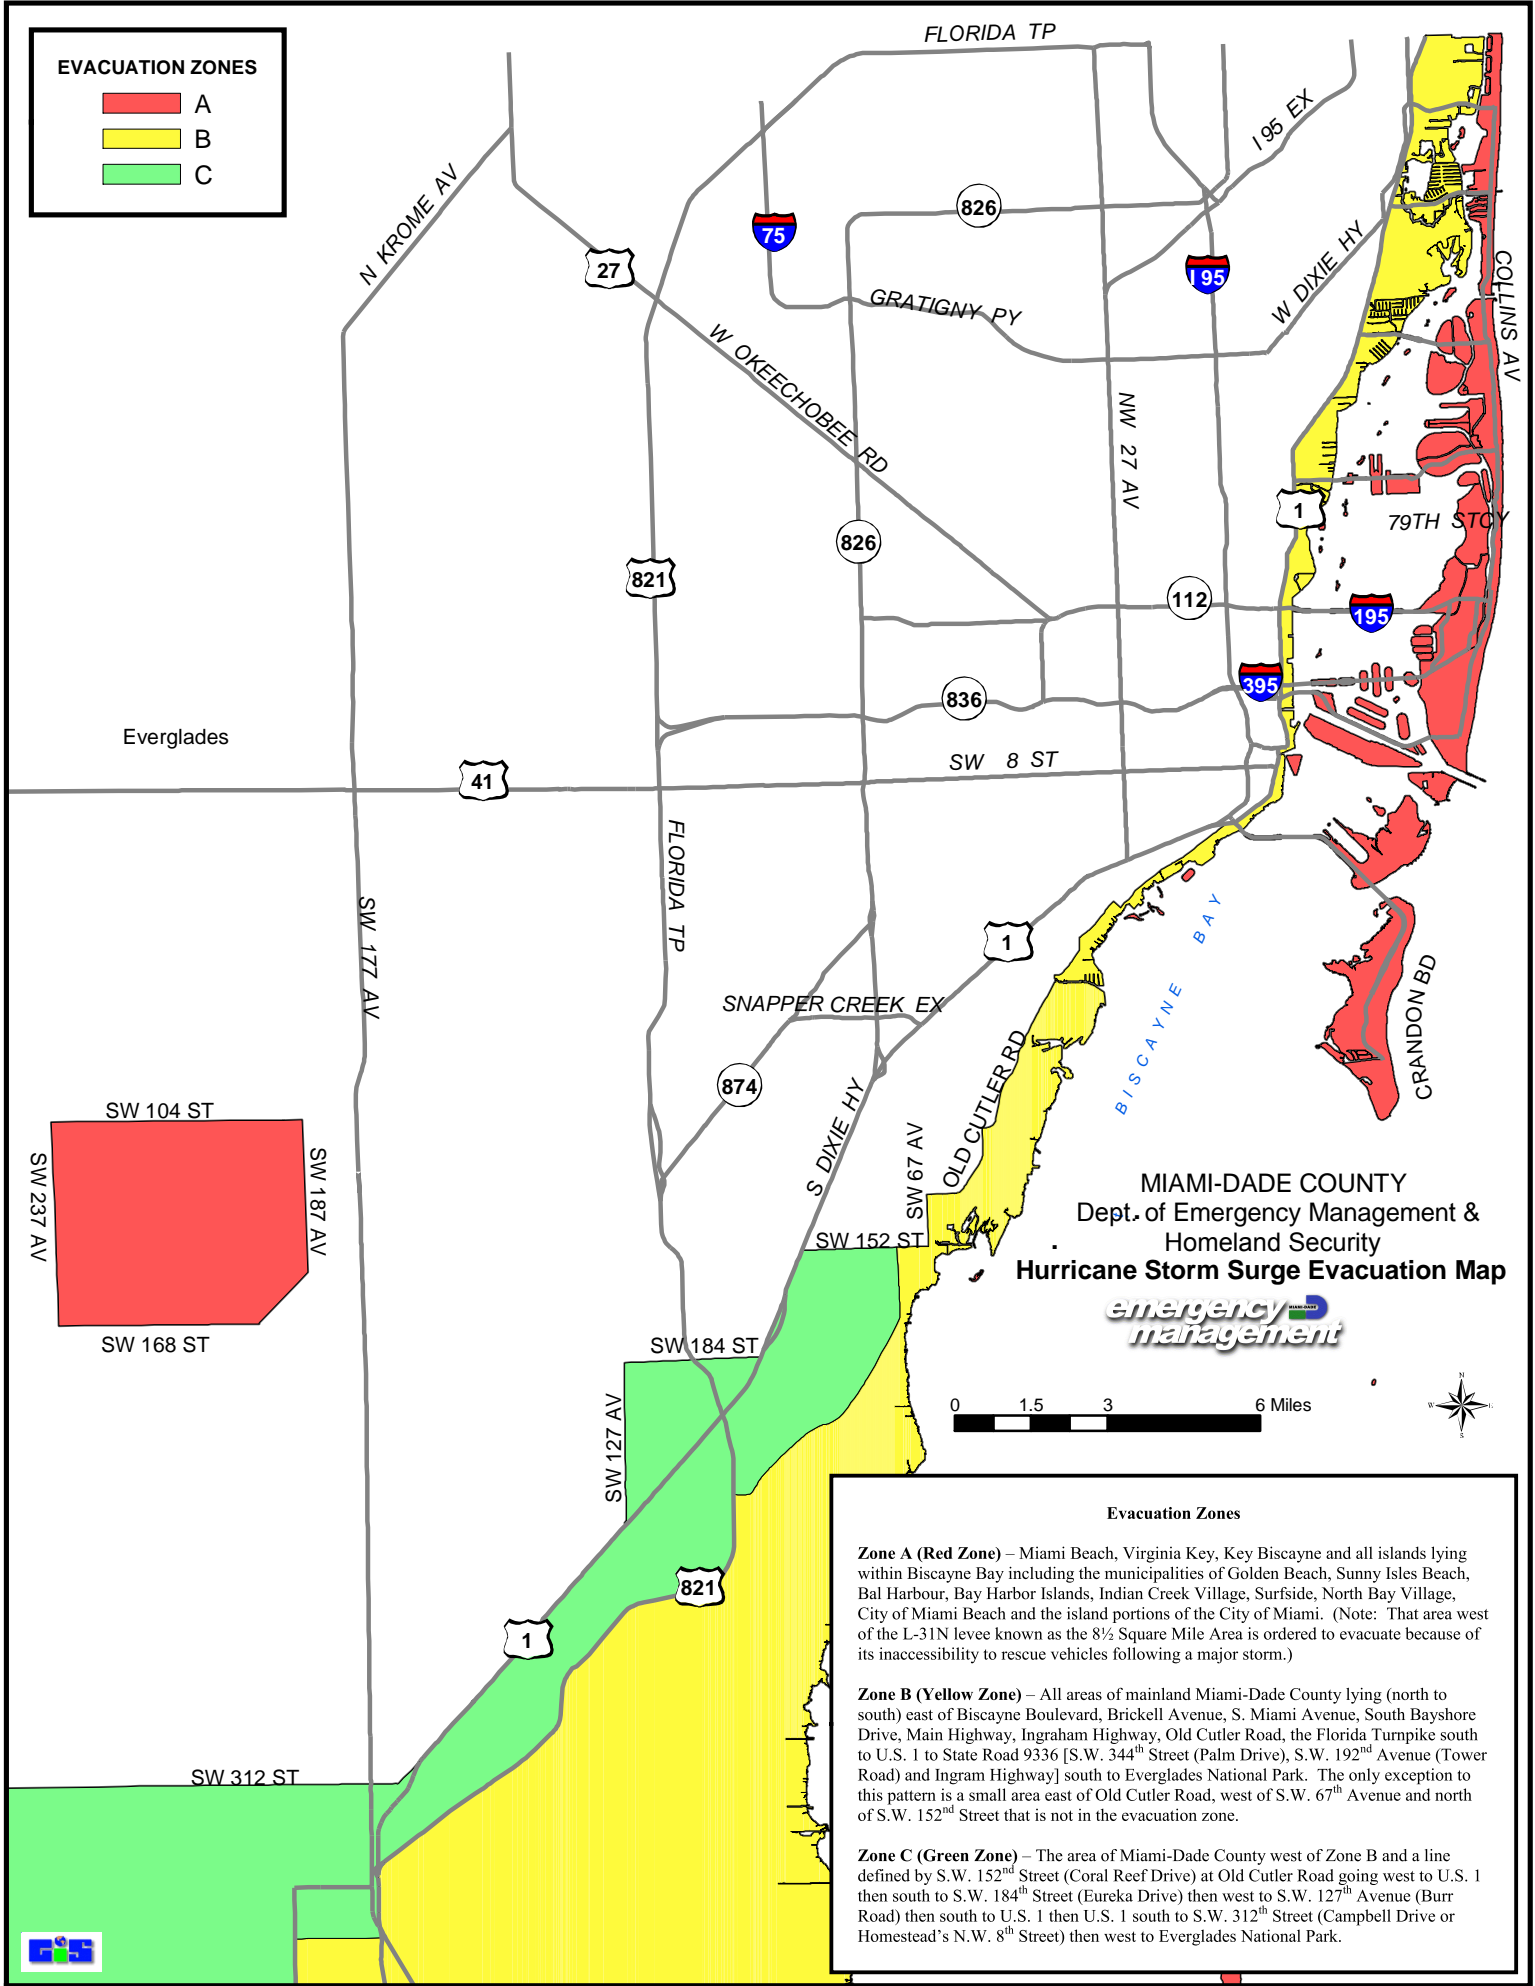 EVACUATION ZONES
A
B
C
FLORIDA TP
I 95 EX
N KROME AV
826
75
27
I 95
W DIXIE HY
COLLINS AV
GRATIGNY PY
W OKEECHOBEE RD
NW 27 AV
1
79TH STCY
826
821
112
195
395
836
Everglades
SW 8 ST
41
FLORIDA TP
SW 177 AV
BISCAYNE BAY
1
CRANDON BD
SNAPPER CREEK EX
OLD CUTLER RD
874
S DIXIE HY
SW 67 AV
SW 104 ST
SW 237 AV
SW 187 AV
SW 168 ST
MIAMI-DADE COUNTY
Dept. of Emergency Management &
Homeland Security
Hurricane Storm Surge Evacuation Map
emergency
MIAMI-DADE
management
SW 152 ST
SW 184 ST
SW 127 AV
0 1.5 3 6 Miles
N
W E
S
821
1
SW 312 ST
GIS
Evacuation Zones
Zone A (Red Zone) – Miami Beach, Virginia Key, Key Biscayne and all islands lying
within Biscayne Bay including the municipalities of Golden Beach, Sunny Isles Beach,
Bal Harbour, Bay Harbor Islands, Indian Creek Village, Surfside, North Bay Village,
City of Miami Beach and the island portions of the City of Miami. (Note: That area west
of the L-31N levee known as the 8½ Square Mile Area is ordered to evacuate because of
its inaccessibility to rescue vehicles following a major storm.)
Zone B (Yellow Zone) – All areas of mainland Miami-Dade County lying (north to
south) east of Biscayne Boulevard, Brickell Avenue, S. Miami Avenue, South Bayshore
Drive, Main Highway, Ingraham Highway, Old Cutler Road, the Florida Turnpike south
to U.S. 1 to State Road 9336 [S.W. 344th Street (Palm Drive), S.W. 192nd Avenue (Tower
Road) and Ingram Highway] south to Everglades National Park. The only exception to
this pattern is a small area east of Old Cutler Road, west of S.W. 67th Avenue and north
of S.W. 152nd Street that is not in the evacuation zone.
Zone C (Green Zone) – The area of Miami-Dade County west of Zone B and a line
defined by S.W. 152nd Street (Coral Reef Drive) at Old Cutler Road going west to U.S. 1
then south to S.W. 184th Street (Eureka Drive) then west to S.W. 127th Avenue (Burr
Road) then south to U.S. 1 then U.S. 1 south to S.W. 312th Street (Campbell Drive or
Homestead's N.W. 8th Street) then west to Everglades National Park.